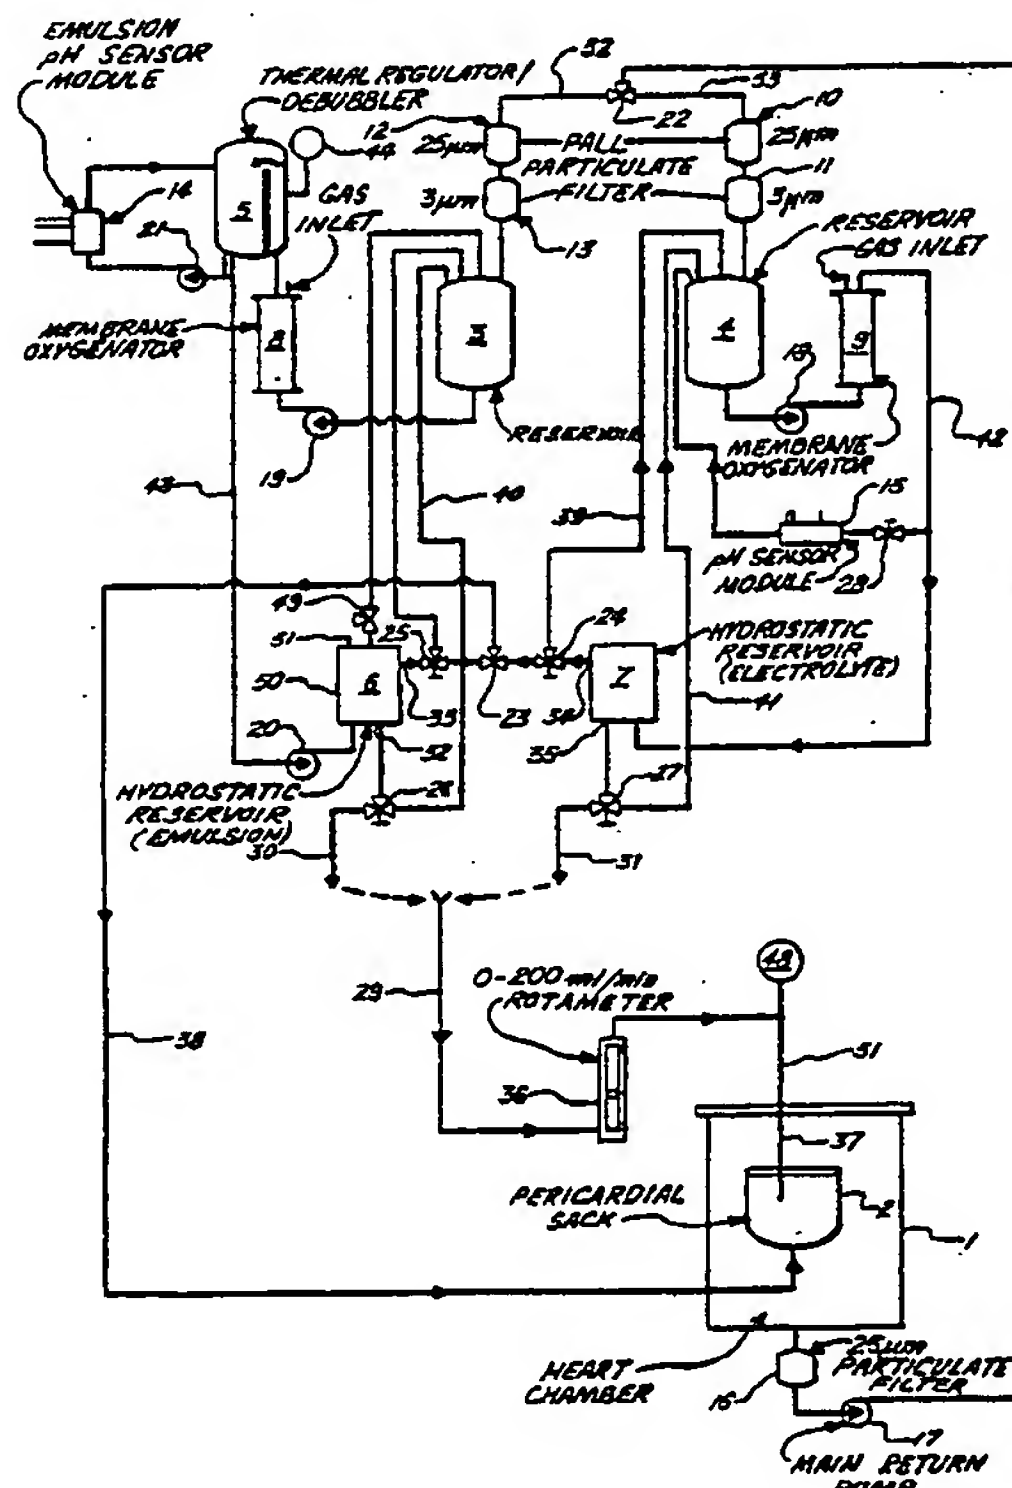 EMULSION
pH SENSOR
MODULE
THERMAL REGULATOR/
DEBUBBLER
52
53
10
12
25μm
PALL
22
25μm
44
PARTICULATE
11
14
5
GAS
INLET
3μm
FILTER
3μm
RESERVOIR
GAS INLET
21
13
MEMBRANE
OXYGENATOR
8
3
4
9
18
RESERVOIR
MEMBRANE
OXYGENATOR
42
19
43
40
39
15
pH SENSOR
MODULE
28
49
25
24
HYDROSTATIC
RESERVOIR
(ELECTROLYTE)
51
50
6
7
33
23
34
41
20
52
35
HYDROSTATIC
RESERVOIR
(EMULSION)
30
31
29
0-200 ml/min
ROTAMETER
48
38
51
36
37
PERICARDIAL
SACK
2
1
HEART
CHAMBER
25μm
PARTICULATE
FILTER
16
17
MAIN RETURN